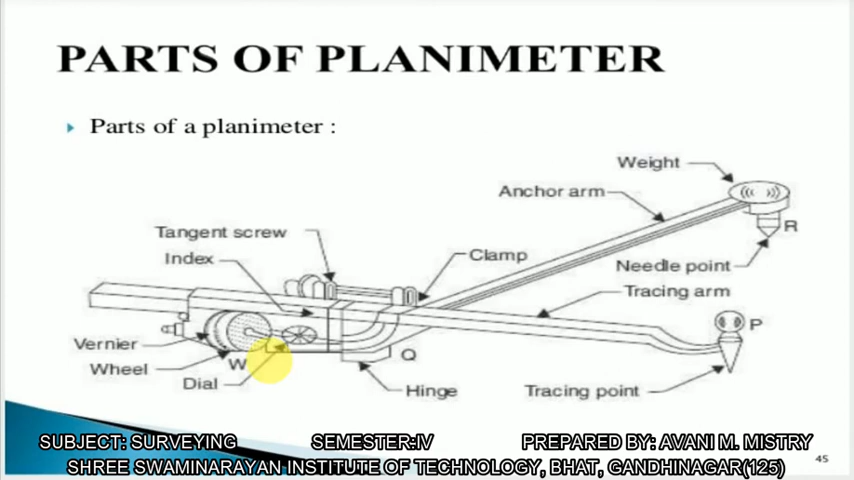 PARTS OF PLANIMETER
Parts of a planimeter :
Weight
Anchor arm
R
Tangent screw
Index
Clamp
Needle point
Tracing arm
P
Vernier
Q
Wheel
W
Dial
Hinge
Tracing point
SUBJECT: SURVEYING SEMESTER:IV PREPARED BY: AVANI M. MISTRY
45
SHREE SWAMINARAYAN INSTITUTE OF TECHNOLOGY, BHAT, GANDHINAGAR(125)